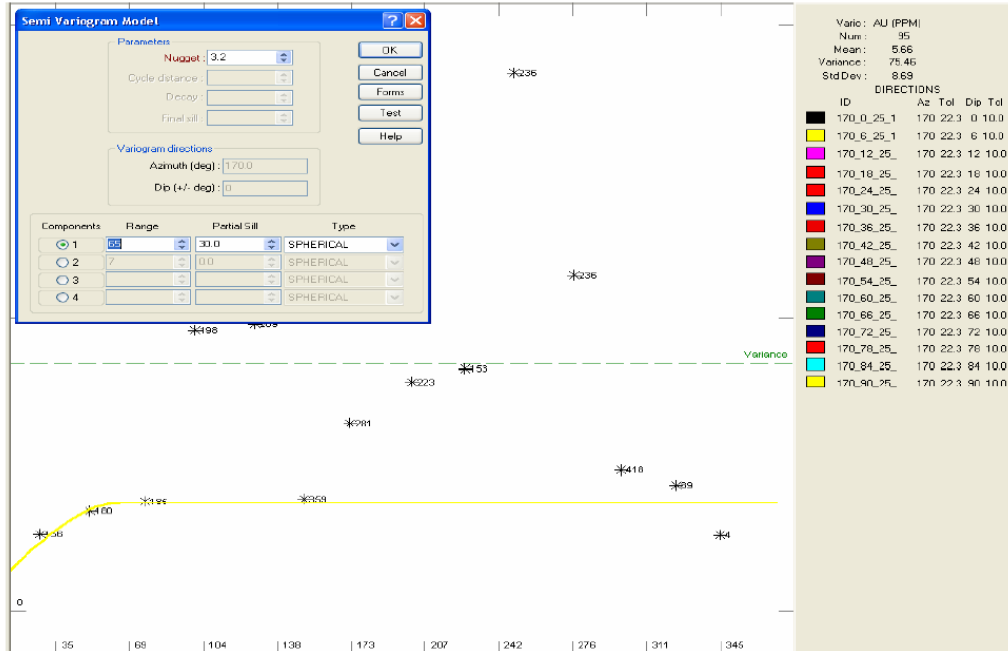 Semi Variogram Model
Parameters
Nugget : 3.2
Cycle distance :
Decay :
Final sill :
Variogram directions
Azimuth (deg) : 170.0
Dip (+/- deg) : 0
OK
Cancel
Forms
Test
Help
Components Range Partial Sill Type
1 65 30.0 SPHERICAL
2 7 0.0 SPHERICAL
3 SPHERICAL
4 SPHERICAL
236
236
198
Variance
153
223
281
418
359
180
4
0
35 69 104 138 173 207 242 276 311 345
Vario : AU (PPM)
Num : 95
Mean : 5.66
Variance : 75.46
Std Dev : 8.69
DIRECTIONS
ID Az Tol Dip Tol
170_0_25_1 170 22.3 0 10.0
170_6_25_1 170 22.3 6 10.0
170_12_25_ 170 22.3 12 10.0
170_18_25_ 170 22.3 18 10.0
170_24_25_ 170 22.3 24 10.0
170_30_25_ 170 22.3 30 10.0
170_36_25_ 170 22.3 36 10.0
170_42_25_ 170 22.3 42 10.0
170_48_25_ 170 22.3 48 10.0
170_54_25_ 170 22.3 54 10.0
170_60_25_ 170 22.3 60 10.0
170_66_25_ 170 22.3 66 10.0
170_72_25_ 170 22.3 72 10.0
170_78_25_ 170 22.3 78 10.0
170_84_25_ 170 22.3 84 10.0
170_90_25_ 170 22.3 90 10.0